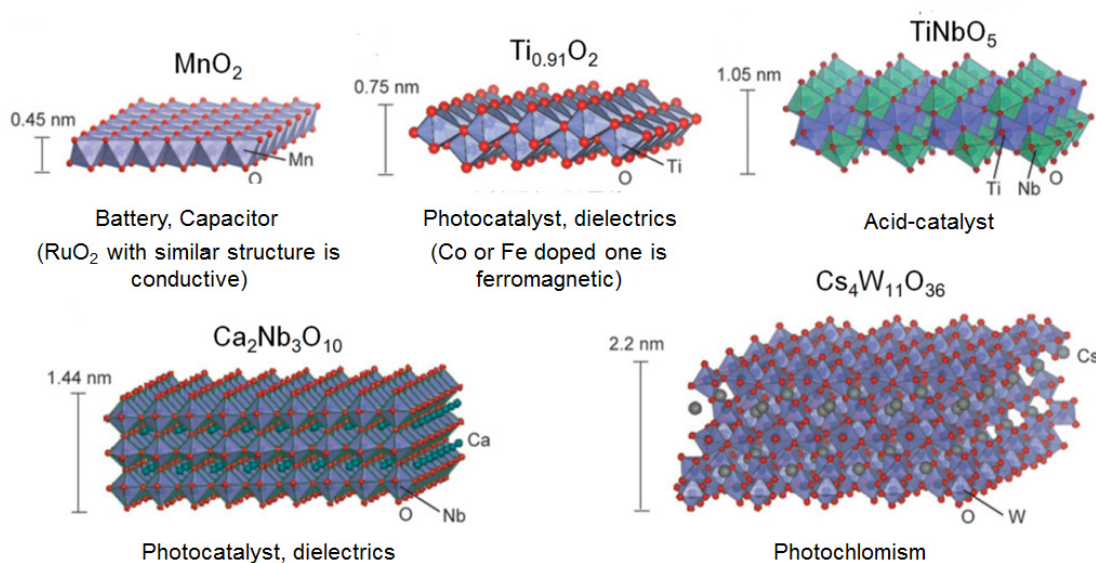 MnO₂
0.45 nm
Mn
O
Battery, Capacitor
(RuO₂ with similar structure is
conductive)
Ti₀.₉₁O₂
0.75 nm
Ti
O
Photocatalyst, dielectrics
(Co or Fe doped one is
ferromagnetic)
TiNbO₅
1.05 nm
Ti
Nb
O
Acid-catalyst
Ca₂Nb₃O₁₀
1.44 nm
Ca
O
Nb
Photocatalyst, dielectrics
Cs₄W₁₁O₃₆
2.2 nm
Cs
O
W
Photochlomism